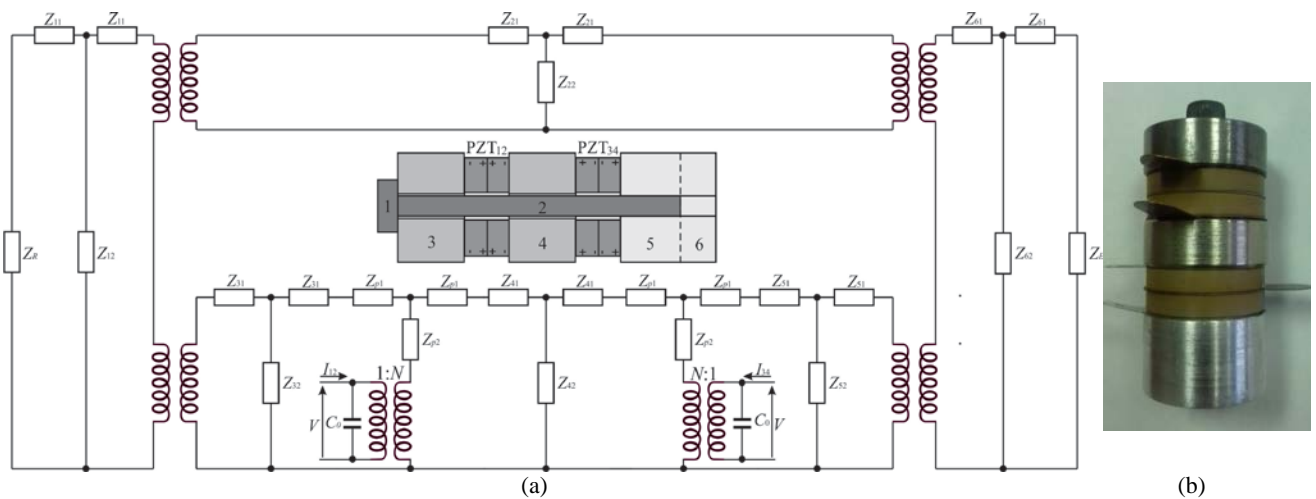 Z11 Z11 Z21 Z21 Z61 Z61
Z22
PZT12 PZT34
1 2
3 4 5 6
ZR Z12 Z62
Z31 Z31 Zp1 Zp1 Z41 Z41 Zp1 Zp1 Z51 Z51
Zp2 Zp2
Z32 I12 1:N Z42 N:1 I34 Z52
V C0 C0 V
(a) (b)